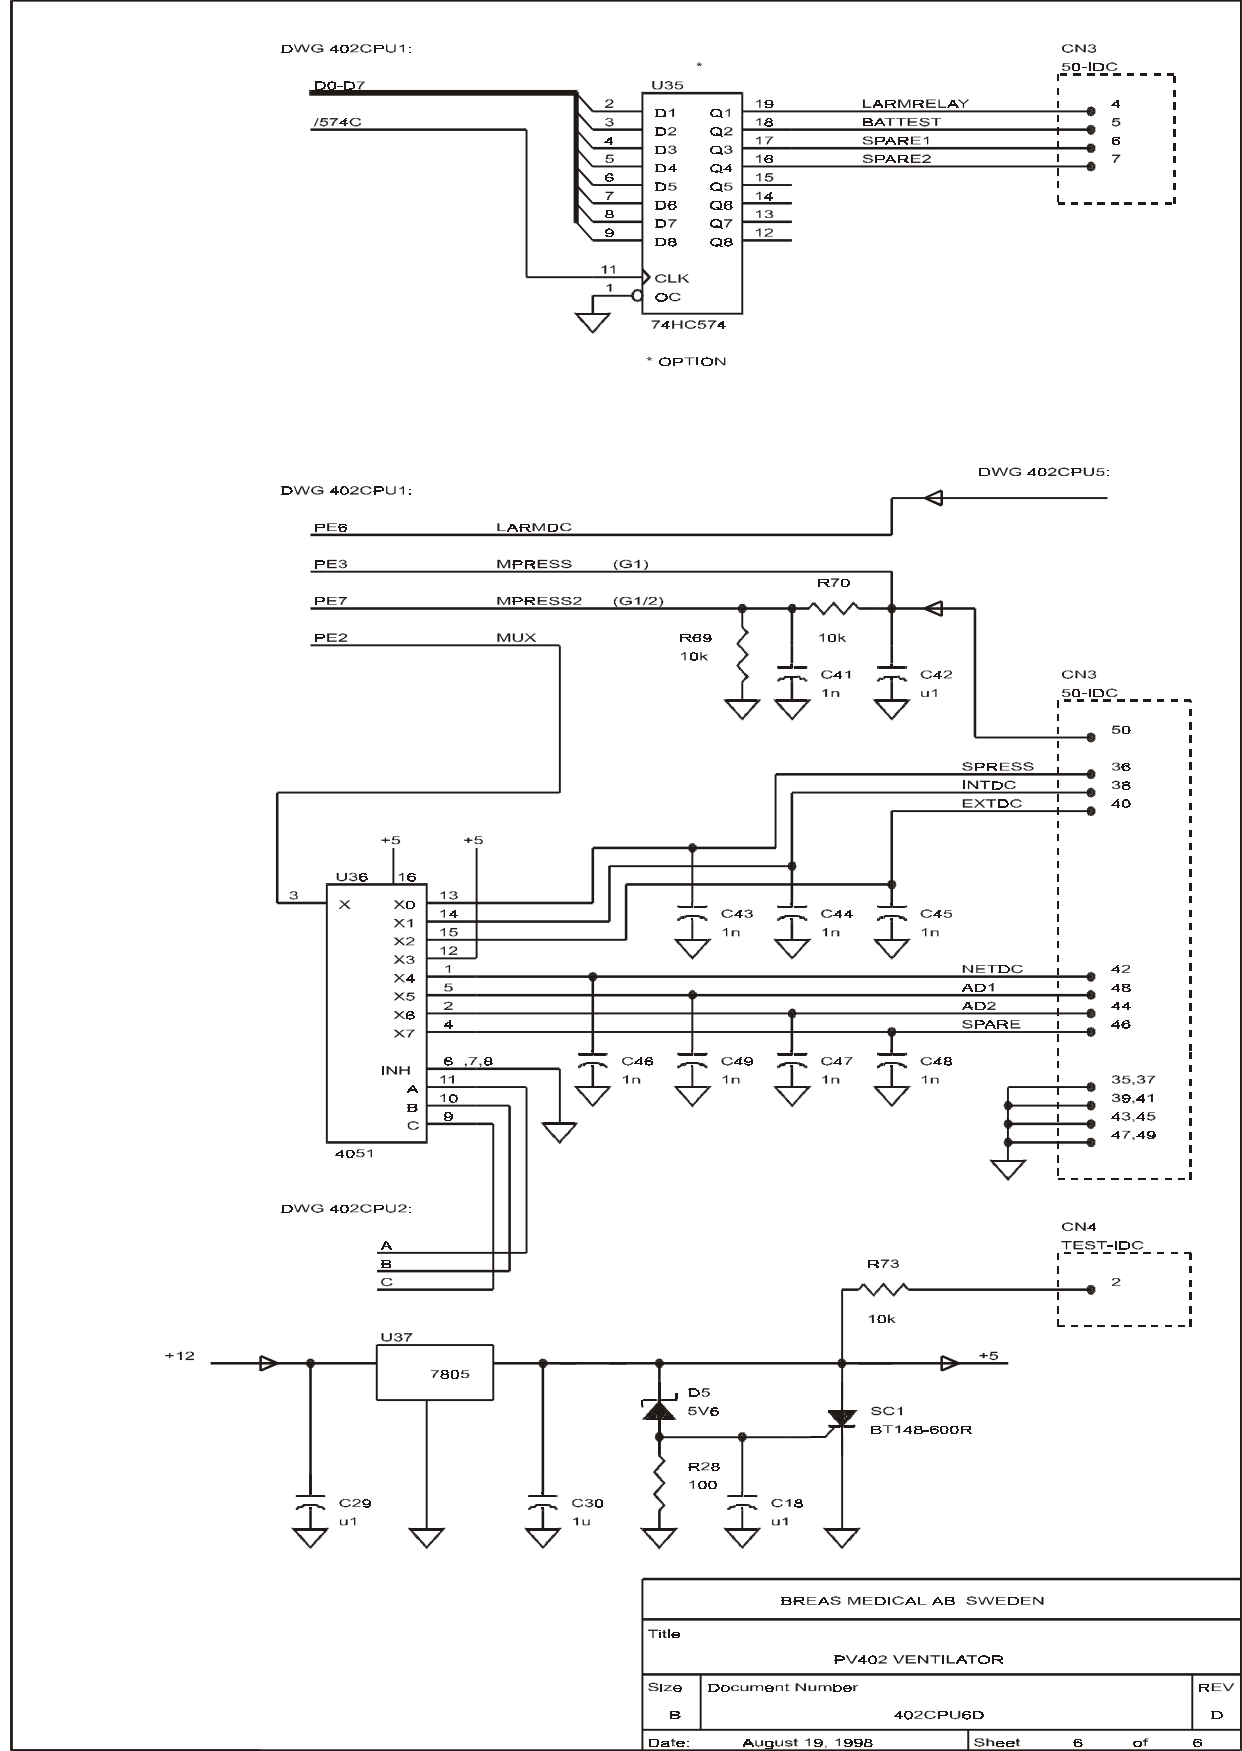 DWG 402CPU1:
CN3
50-IDC
*
U35
D0-D7
/574C
2 D1 Q1 19 LARMRELAY 4
3 D2 Q2 18 BATTEST 5
4 D3 Q3 17 SPARE1 6
5 D4 Q4 16 SPARE2 7
6 D5 Q5 15
7 D6 Q6 14
8 D7 Q7 13
9 D8 Q8 12
11 CLK
1 OC
74HC574
* OPTION
DWG 402CPU5:
DWG 402CPU1:
PE6 LARMDC
PE3 MPRESS (G1)
R70
PE7 MPRESS2 (G1/2)
PE2 MUX
R69
10k
10k
C41
1n
C42
u1
CN3
50-IDC
50
SPRESS 36
INTDC 38
EXTDC 40
+5 +5
U36 16
3 X X0 13
X1 14
X2 15
X3 12
C43
1n
C44
1n
C45
1n
X4 1 NETDC 42
X5 5 AD1 48
X6 2 AD2 44
X7 4 SPARE 46
INH 6 ,7,8
A 11
B 10
C 9
4051
C46
1n
C49
1n
C47
1n
C48
1n
35,37
39,41
43,45
47,49
DWG 402CPU2:
A
B
C
CN4
TEST-IDC
R73
10k
2
U37
+12
7805
+5
D5
5V6
SC1
BT148-600R
R28
100
C29
u1
C30
1u
C18
u1
BREAS MEDICAL AB SWEDEN
Title
PV402 VENTILATOR
Size Document Number REV
B 402CPU6D D
Date: August 19, 1998 Sheet 6 of 6